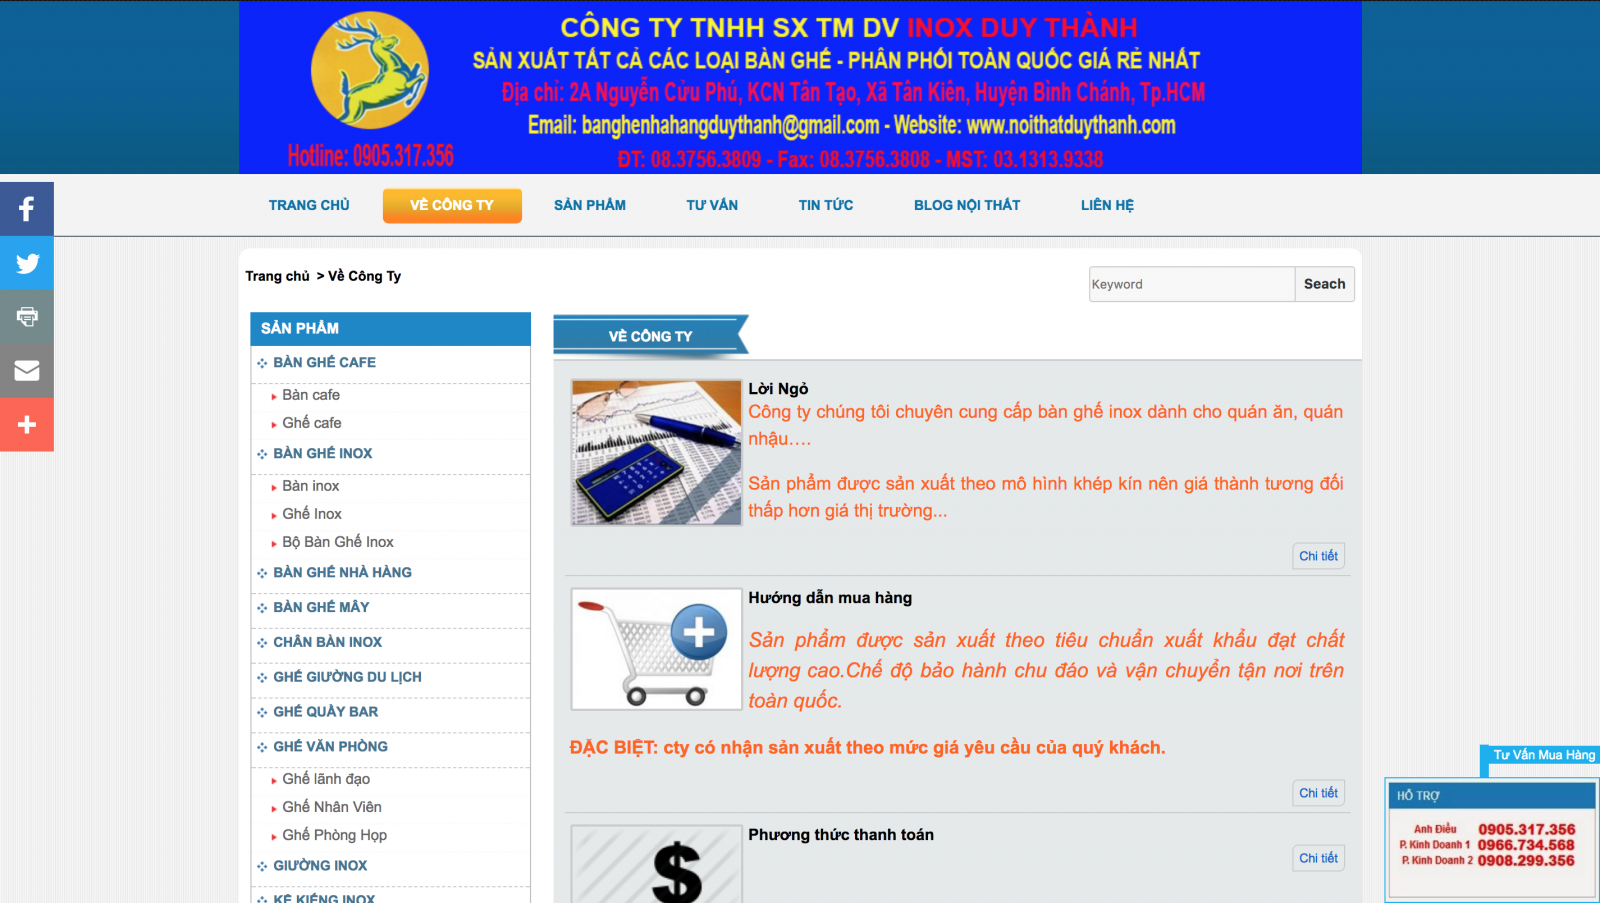 CÔNG TY TNHH SX TM DV INOX DUY THÀNH
SẢN XUẤT TẤT CẢ CÁC LOẠI BÀN GHẾ - PHÂN PHỐI TOÀN QUỐC GIÁ RẺ NHẤT
Địa chỉ: 2A Nguyễn Cửu Phú, KCN Tân Tạo, Xã Tân Kiên, Huyện Bình Chánh, Tp.HCM
Email: banghenhahangduythanh@gmail.com - Website: www.noithatduythanh.com
Hotline: 0905.317.356
ĐT: 08.3756.3809 - Fax: 08.3756.3808 - MST: 03.1313.9338
TRANG CHỦ VỀ CÔNG TY SẢN PHẨM TƯ VẤN TIN TỨC BLOG NỘI THẤT LIÊN HỆ
Trang chủ > Về Công Ty
Keyword Seach
SẢN PHẨM
BÀN GHẾ CAFE
Bàn cafe
Ghế cafe
BÀN GHẾ INOX
Bàn inox
Ghế Inox
Bộ Bàn Ghế Inox
BÀN GHẾ NHÀ HÀNG
BÀN GHẾ MÂY
CHÂN BÀN INOX
GHẾ GIƯỜNG DU LỊCH
GHẾ QUẦY BAR
GHẾ VĂN PHÒNG
Ghế lãnh đạo
Ghế Nhân Viên
Ghế Phòng Họp
GIƯỜNG INOX
KỆ KIẾNG INOX
VỀ CÔNG TY
Lời Ngỏ
Công ty chúng tôi chuyên cung cấp bàn ghế inox dành cho quán ăn, quán
nhậu….
Sản phẩm được sản xuất theo mô hình khép kín nên giá thành tương đối
thấp hơn giá thị trường...
Chi tiết
Hướng dẫn mua hàng
Sản phẩm được sản xuất theo tiêu chuẩn xuất khẩu đạt chất
lượng cao.Chế độ bảo hành chu đáo và vận chuyển tận nơi trên
toàn quốc.
ĐẶC BIỆT: cty có nhận sản xuất theo mức giá yêu cầu của quý khách.
Chi tiết
Phương thức thanh toán
Chi tiết
Tư Vấn Mua Hàng
HỖ TRỢ
Anh Điều 0905.317.356
P. Kinh Doanh 1 0966.734.568
P. Kinh Doanh 2 0908.299.356